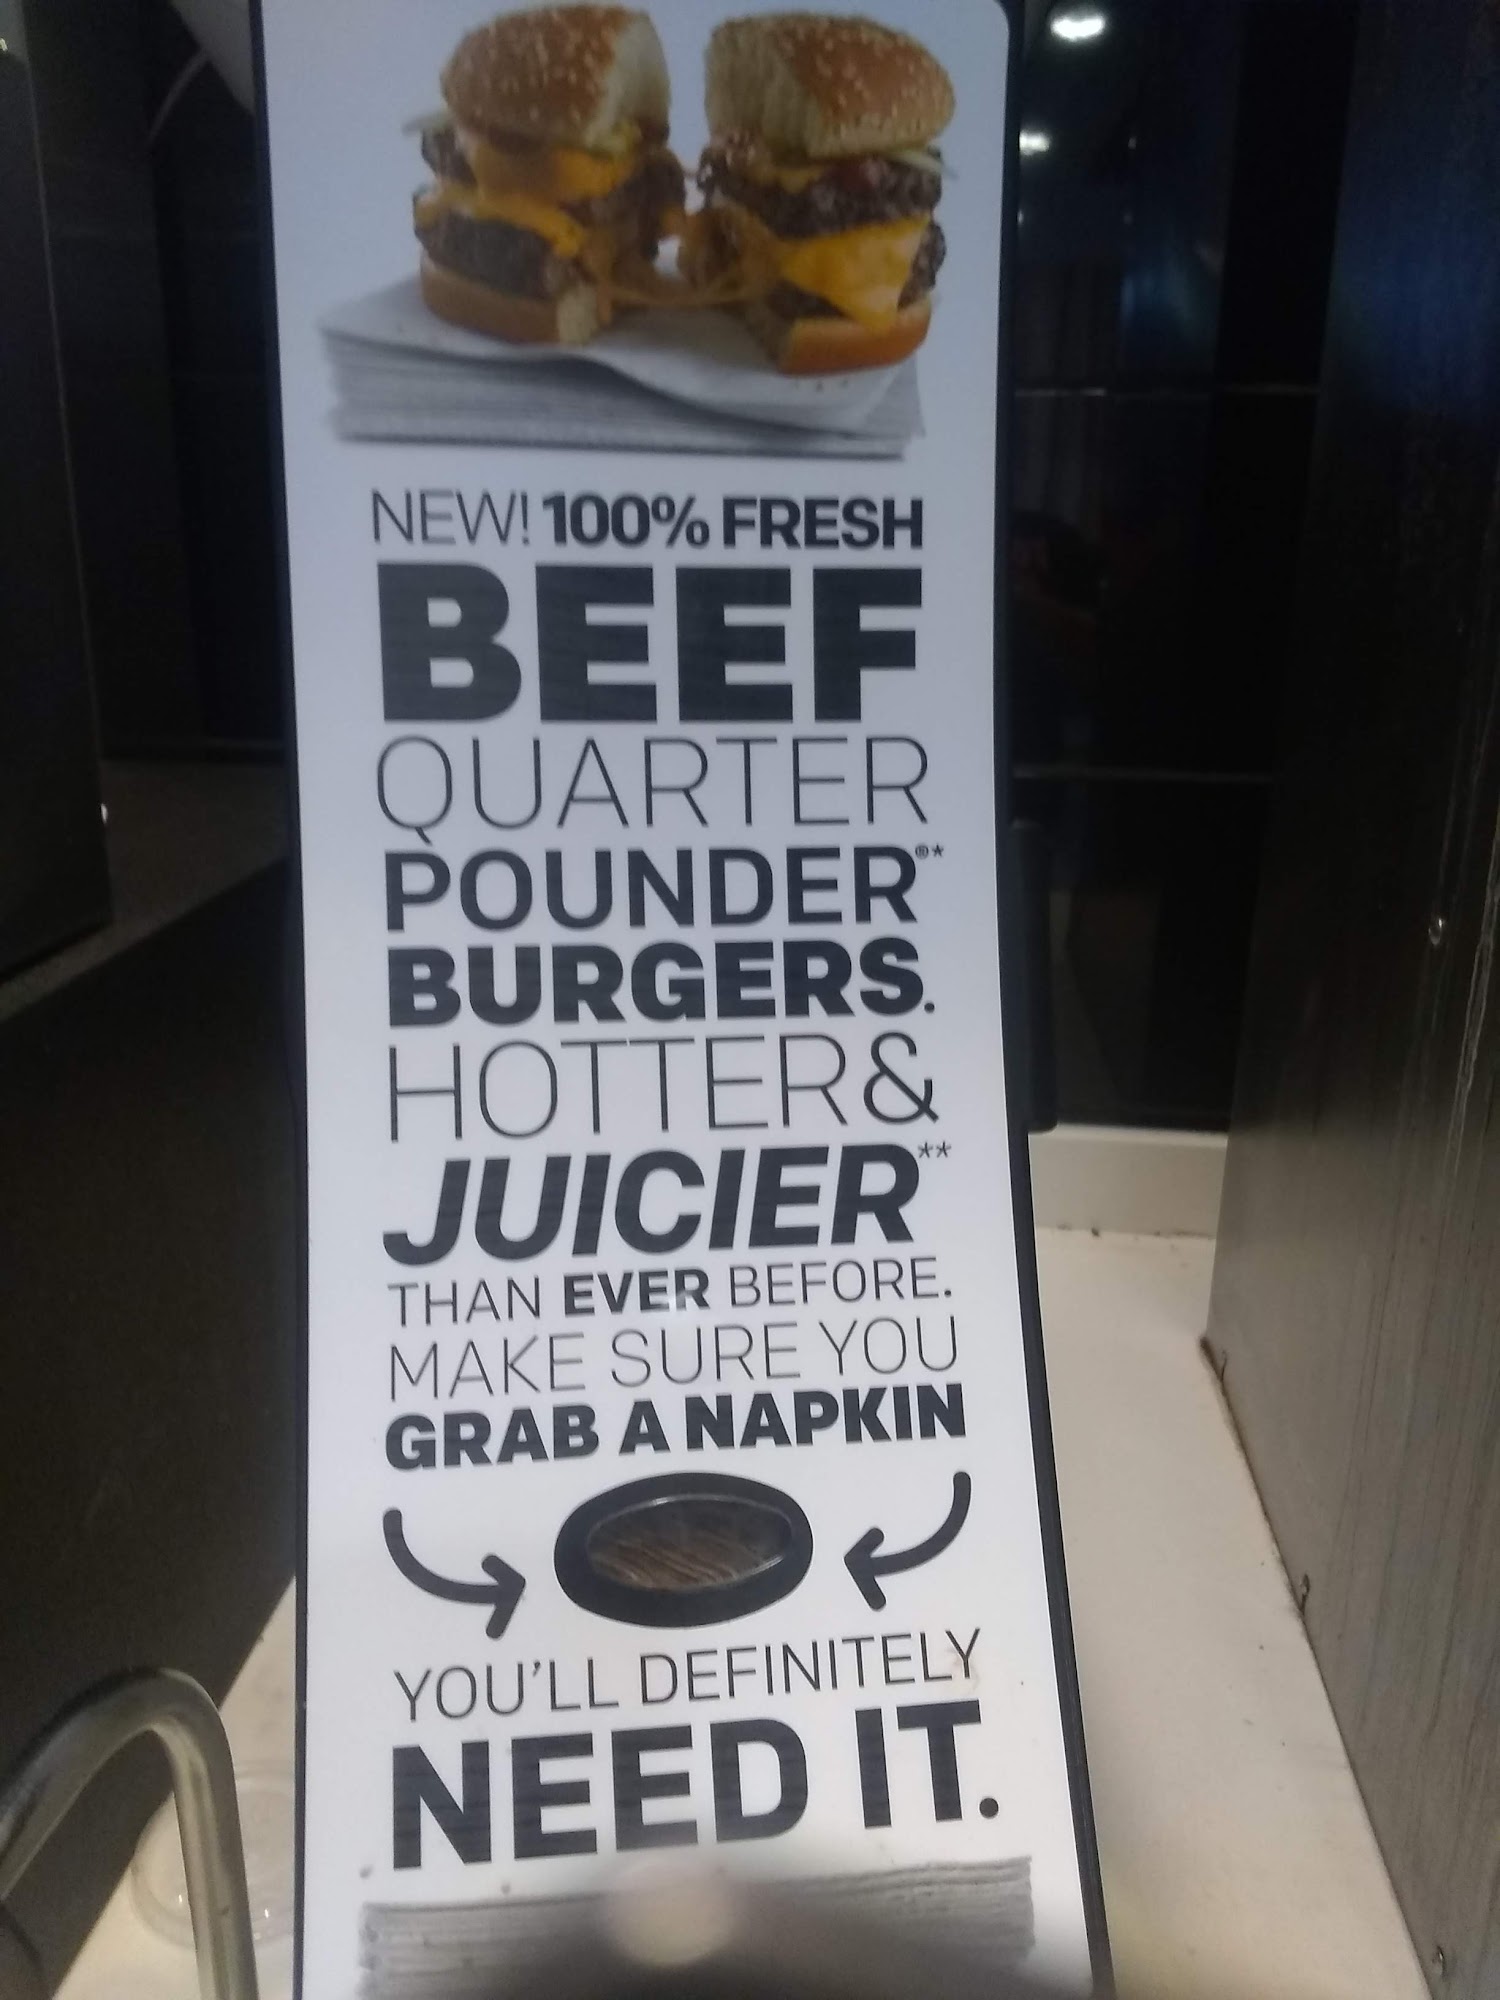 NEW! 100% FRESH
BEEF
QUARTER
POUNDER®*
BURGERS.
HOTTER &
JUICIER**
THAN EVER BEFORE.
MAKE SURE YOU
GRAB A NAPKIN
YOU'LL DEFINITELY
NEED IT.